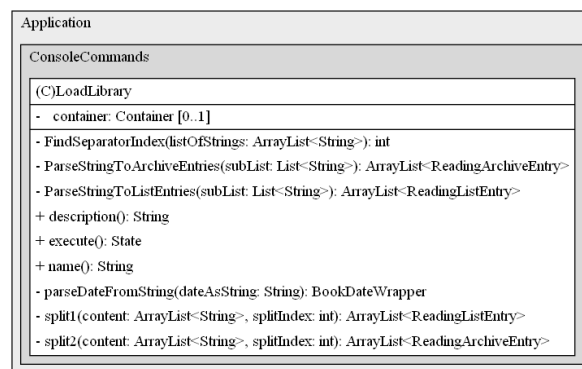 Application
ConsoleCommands
(C)LoadLibrary
- container: Container [0..1]
- FindSeparatorIndex(listOfStrings: ArrayList<String>): int
- ParseStringToArchiveEntries(subList: List<String>): ArrayList<ReadingArchiveEntry>
- ParseStringToListEntries(subList: List<String>): ArrayList<ReadingListEntry>
+ description(): String
+ execute(): State
+ name(): String
- parseDateFromString(dateAsString: String): BookDateWrapper
- split1(content: ArrayList<String>, splitIndex: int): ArrayList<ReadingListEntry>
- split2(content: ArrayList<String>, splitIndex: int): ArrayList<ReadingArchiveEntry>